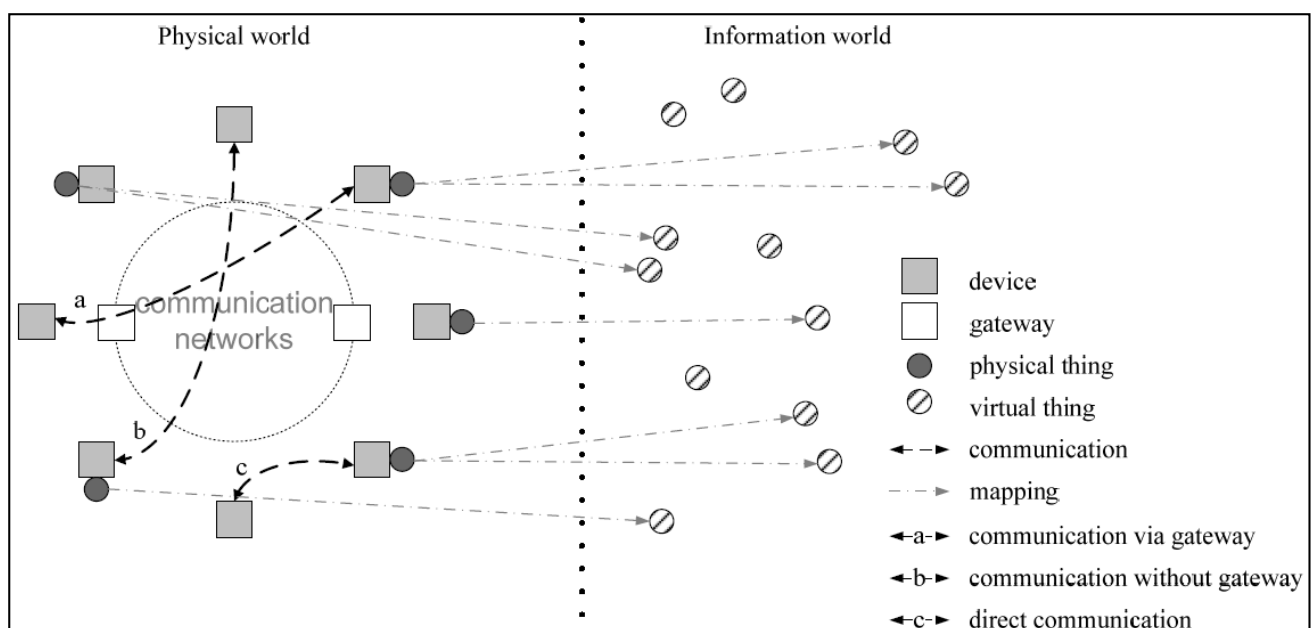 Physical world
Information world
a
communication
networks
b
c
device
gateway
physical thing
virtual thing
communication
mapping
a communication via gateway
b communication without gateway
c direct communication